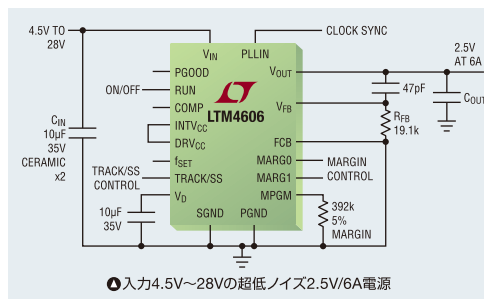 4.5V TO
28V
CLOCK SYNC
VIN
PLLIN
2.5V
AT 6A
PGOOD
VOUT
ON/OFF
RUN
47pF
COUT
COMP
LTM4606
VFB
INTVCC
RFB
19.1k
CIN
10µF
35V
CERAMIC
x2
DRVCC
FCB
fSET
MARG0
MARGIN
CONTROL
TRACK/SS
CONTROL
TRACK/SS
MARG1
VD
MPGM
10µF
35V
SGND
PGND
392k
5%
MARGIN
入力4.5V～28Vの超低ノイズ2.5V/6A電源